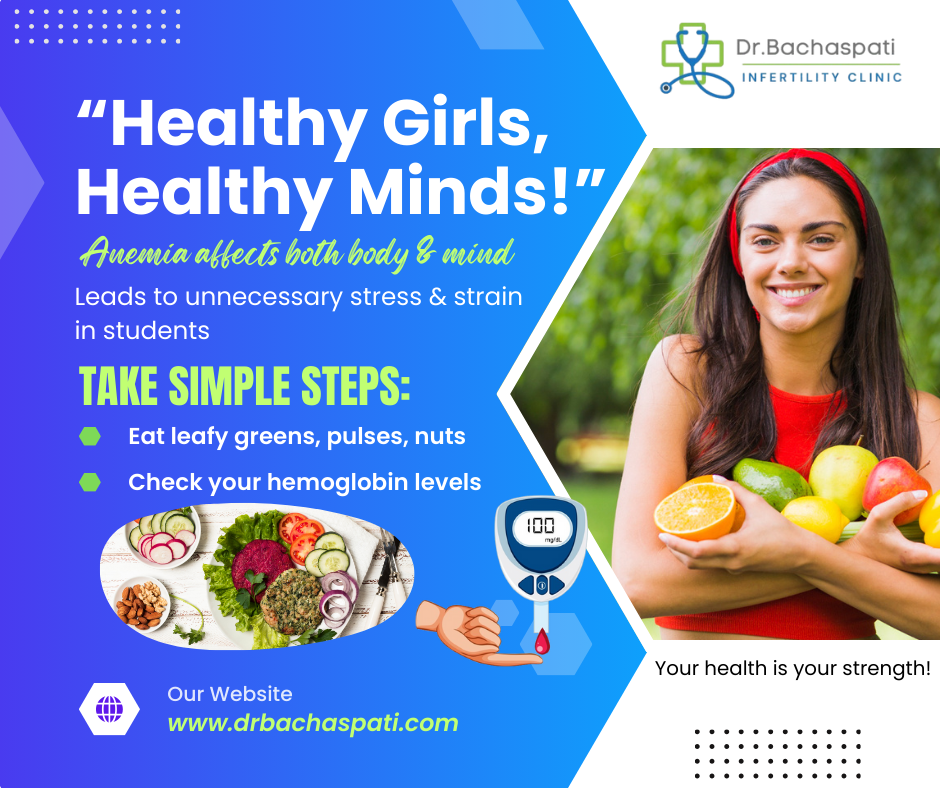 Dr.Bachaspati
INFERTILITY CLINIC
“Healthy Girls,
Healthy Minds!”
Anemia affects both body & mind
Leads to unnecessary stress & strain
in students
TAKE SIMPLE STEPS:
Eat leafy greens, pulses, nuts
Check your hemoglobin levels
100
mg/dL
Your health is your strength!
Our Website
www.drbachaspati.com